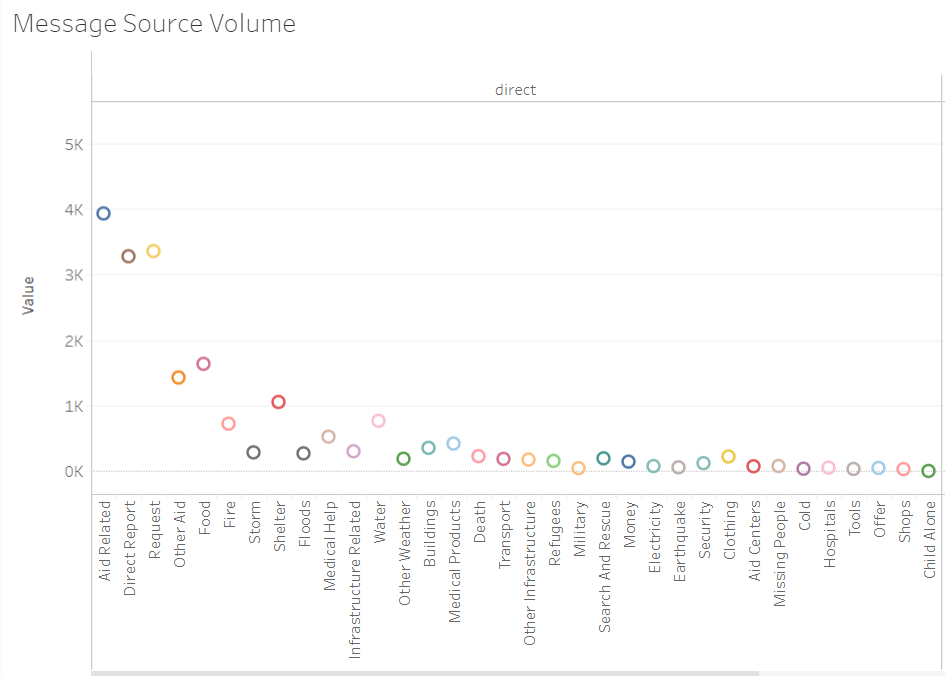 Message Source Volume
direct
Value
5K
4K
3K
2K
1K
0K
Aid Related
Direct Report
Request
Other Aid
Food
Fire
Storm
Shelter
Floods
Medical Help
Infrastructure Related
Water
Other Weather
Buildings
Medical Products
Death
Transport
Other Infrastructure
Refugees
Military
Search And Rescue
Money
Electricity
Earthquake
Security
Clothing
Aid Centers
Missing People
Cold
Hospitals
Tools
Offer
Shops
Child Alone